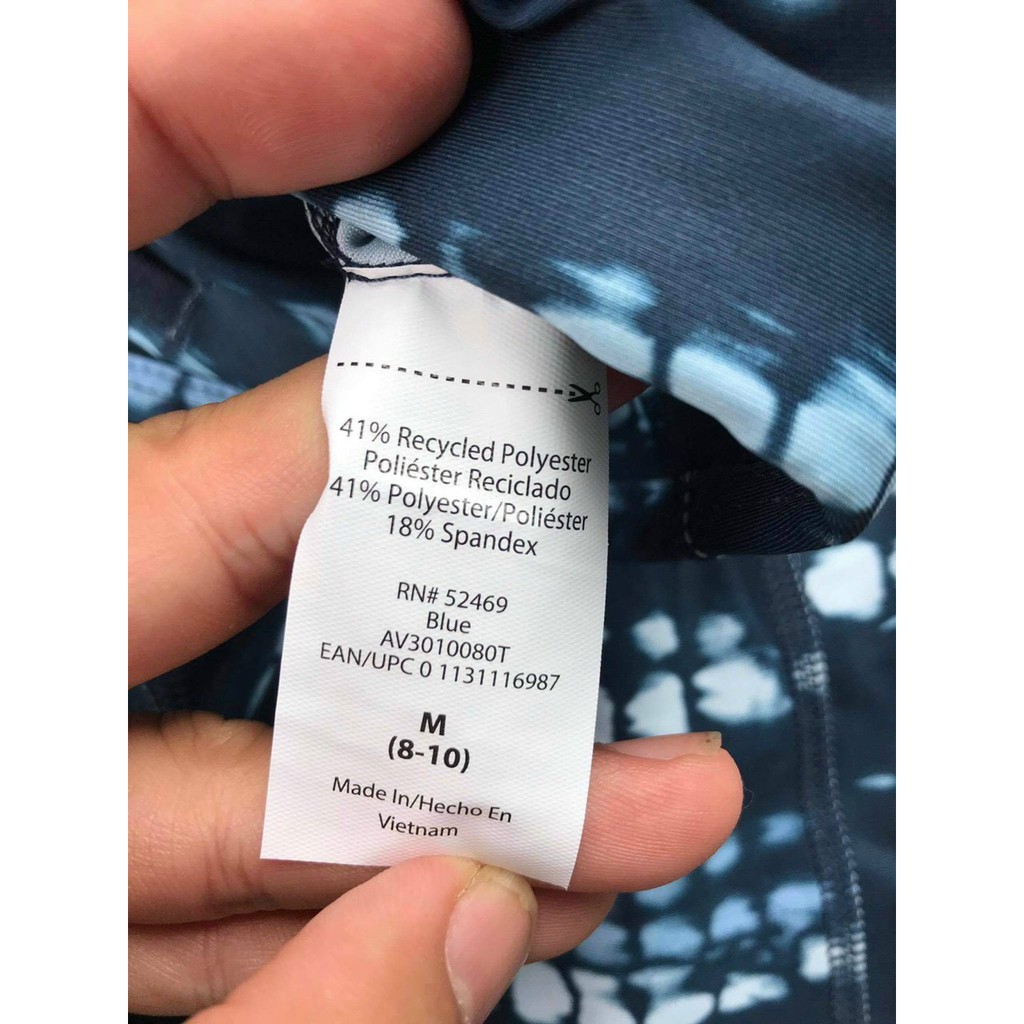 41% Recycled Polyester
Poliéster Reciclado
41% Polyester/Poliéster
18% Spandex
RN# 52469
Blue
AV3010080T
EAN/UPC 0 1131116987
M
(8-10)
Made In/Hecho En
Vietnam